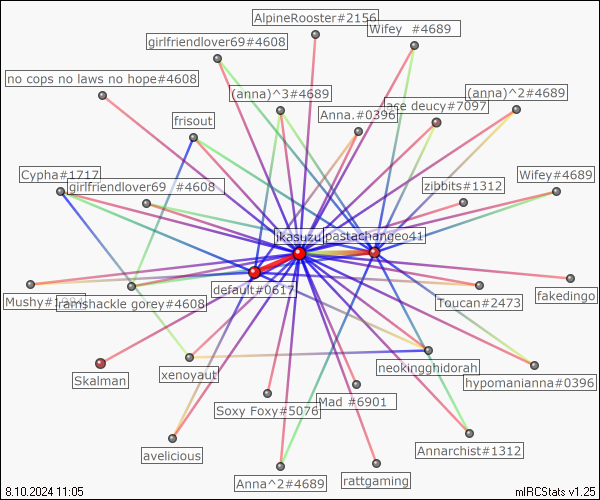 AlpineRooster#2156
girlfriendlover69#4608
Wifey #4689
no cops no laws no hope#4608
(anna)^3#4689
Anna.#0396
lace deucy#7097
(anna)^2#4689
frisout
Cypha#1717
girlfriendlover69 #4608
zibbits#1312
Wifey#4689
ikasuzu
pastachangeo41
default#0617
Mushy#1
ramshackle gorey#4608
Toucan#2473
fakedingo
Skalman
xenoyaut
neokingghidorah
hypomanianna#0396
Soxy Foxy#5076
Mad #6901
avelicious
Annarchist#1312
Anna^2#4689
rattgaming
8.10.2024 11:05
mIRCStats v1.25